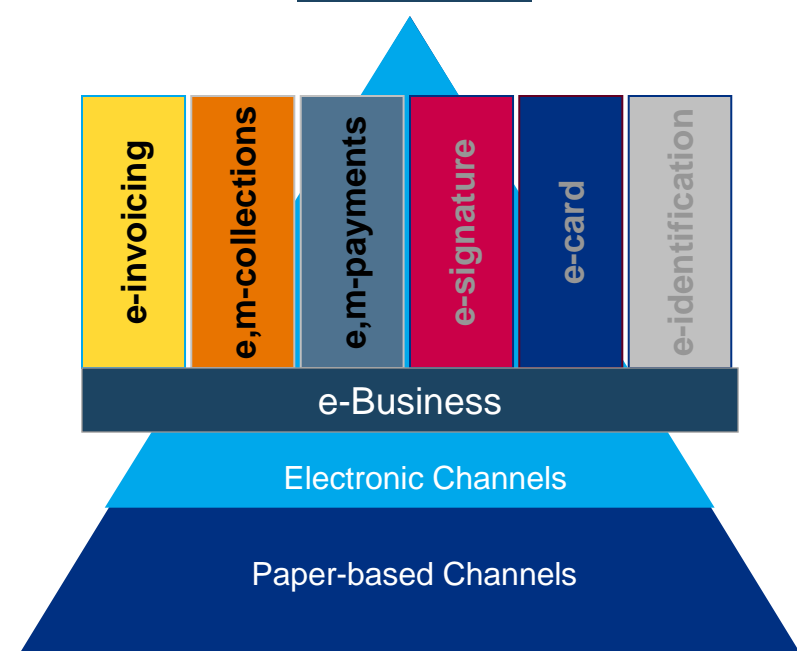 e-invoicing
e,m-collections
e,m-payments
e-signature
e-card
e-identification
e-Business
Electronic Channels
Paper-based Channels